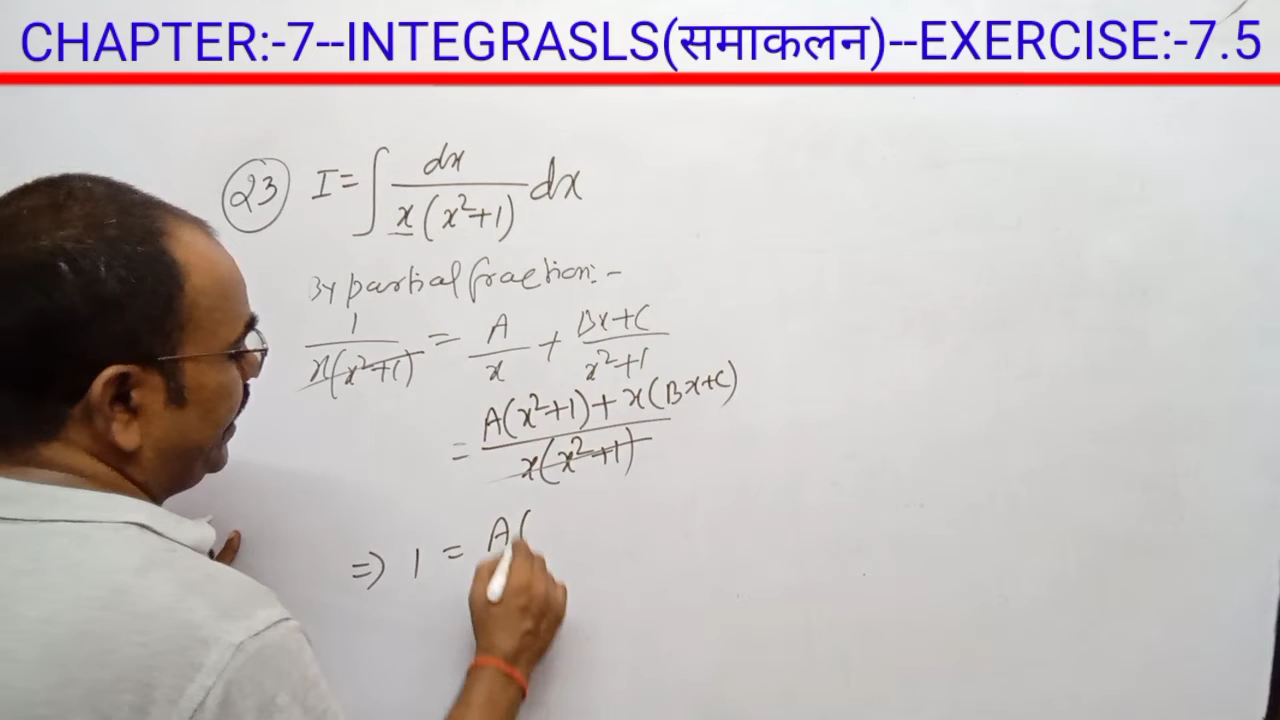 CHAPTER:-7--INTEGRASLS(समाकलन)--EXERCISE:-7.5
(23) I = ∫ dx / x(x²+1) dx
By partial fraction:-
1 / x(x²+1) = A / x + Bx+C / x²+1
= A(x²+1) + x(Bx+C) / x(x²+1)
⇒ 1 = A(